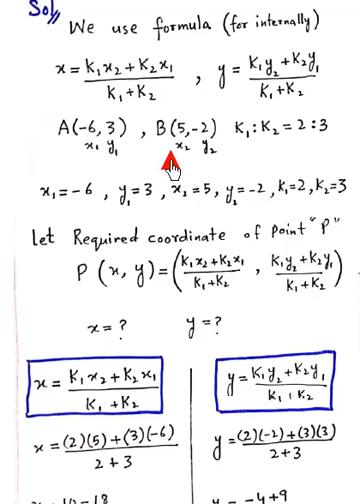 Sol/
We use formula (for internally)
x = (K₁x₂ + K₂x₁)/(K₁ + K₂) , y = (K₁y₂ + K₂y₁)/(K₁ + K₂)
A(-6, 3) , B(5, -2) K₁ : K₂ = 2 : 3
x₁ y₁ x₂ y₂
x₁ = -6 , y₁ = 3 , x₂ = 5 , y₂ = -2 , K₁ = 2 , K₂ = 3
Let Required coordinate of point "P"
P (x, y) = ((K₁x₂ + K₂x₁)/(K₁ + K₂) , (K₁y₂ + K₂y₁)/(K₁ + K₂))
x = ? y = ?
x = (K₁x₂ + K₂x₁)/(K₁ + K₂)
x = ((2)(5) + (3)(-6))/(2 + 3)
y = (K₁y₂ + K₂y₁)/(K₁ + K₂)
y = ((2)(-2) + (3)(3))/(2 + 3)
y = -4 + 9